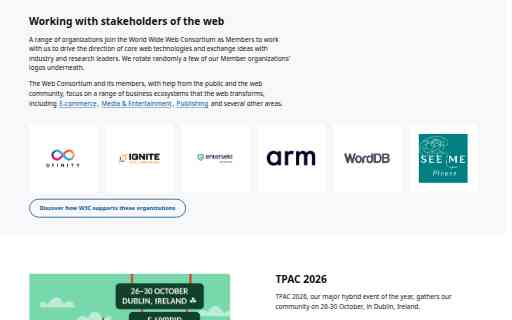 Working with stakeholders of the web
A range of organizations join the World Wide Web Consortium as Members to work
with us to drive the direction of core web technologies and exchange ideas with
industry and research leaders. We rotate randomly a few of our Member organizations'
logos underneath.
The Web Consortium and its members, with help from the public and the web
community, focus on a range of business ecosystems that the web transforms,
including E-commerce, Media & Entertainment, Publishing and several other areas.
IGNITE
arm
WordDB
SEE ME
Please
Discover how W3C supports these organizations
26–30 OCTOBER
DUBLIN, IRELAND
TPAC 2026
TPAC 2026, our major hybrid event of the year, gathers our
community on 26-30 October, in Dublin, Ireland.